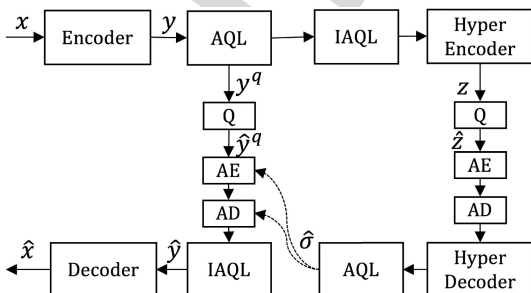 x
Encoder
y
AQL
IAQL
Hyper
Encoder
y^q
z
Q
Q
ŷ^q
ẑ
AE
AE
AD
AD
σ̂
x̂
Decoder
ŷ
IAQL
AQL
Hyper
Decoder